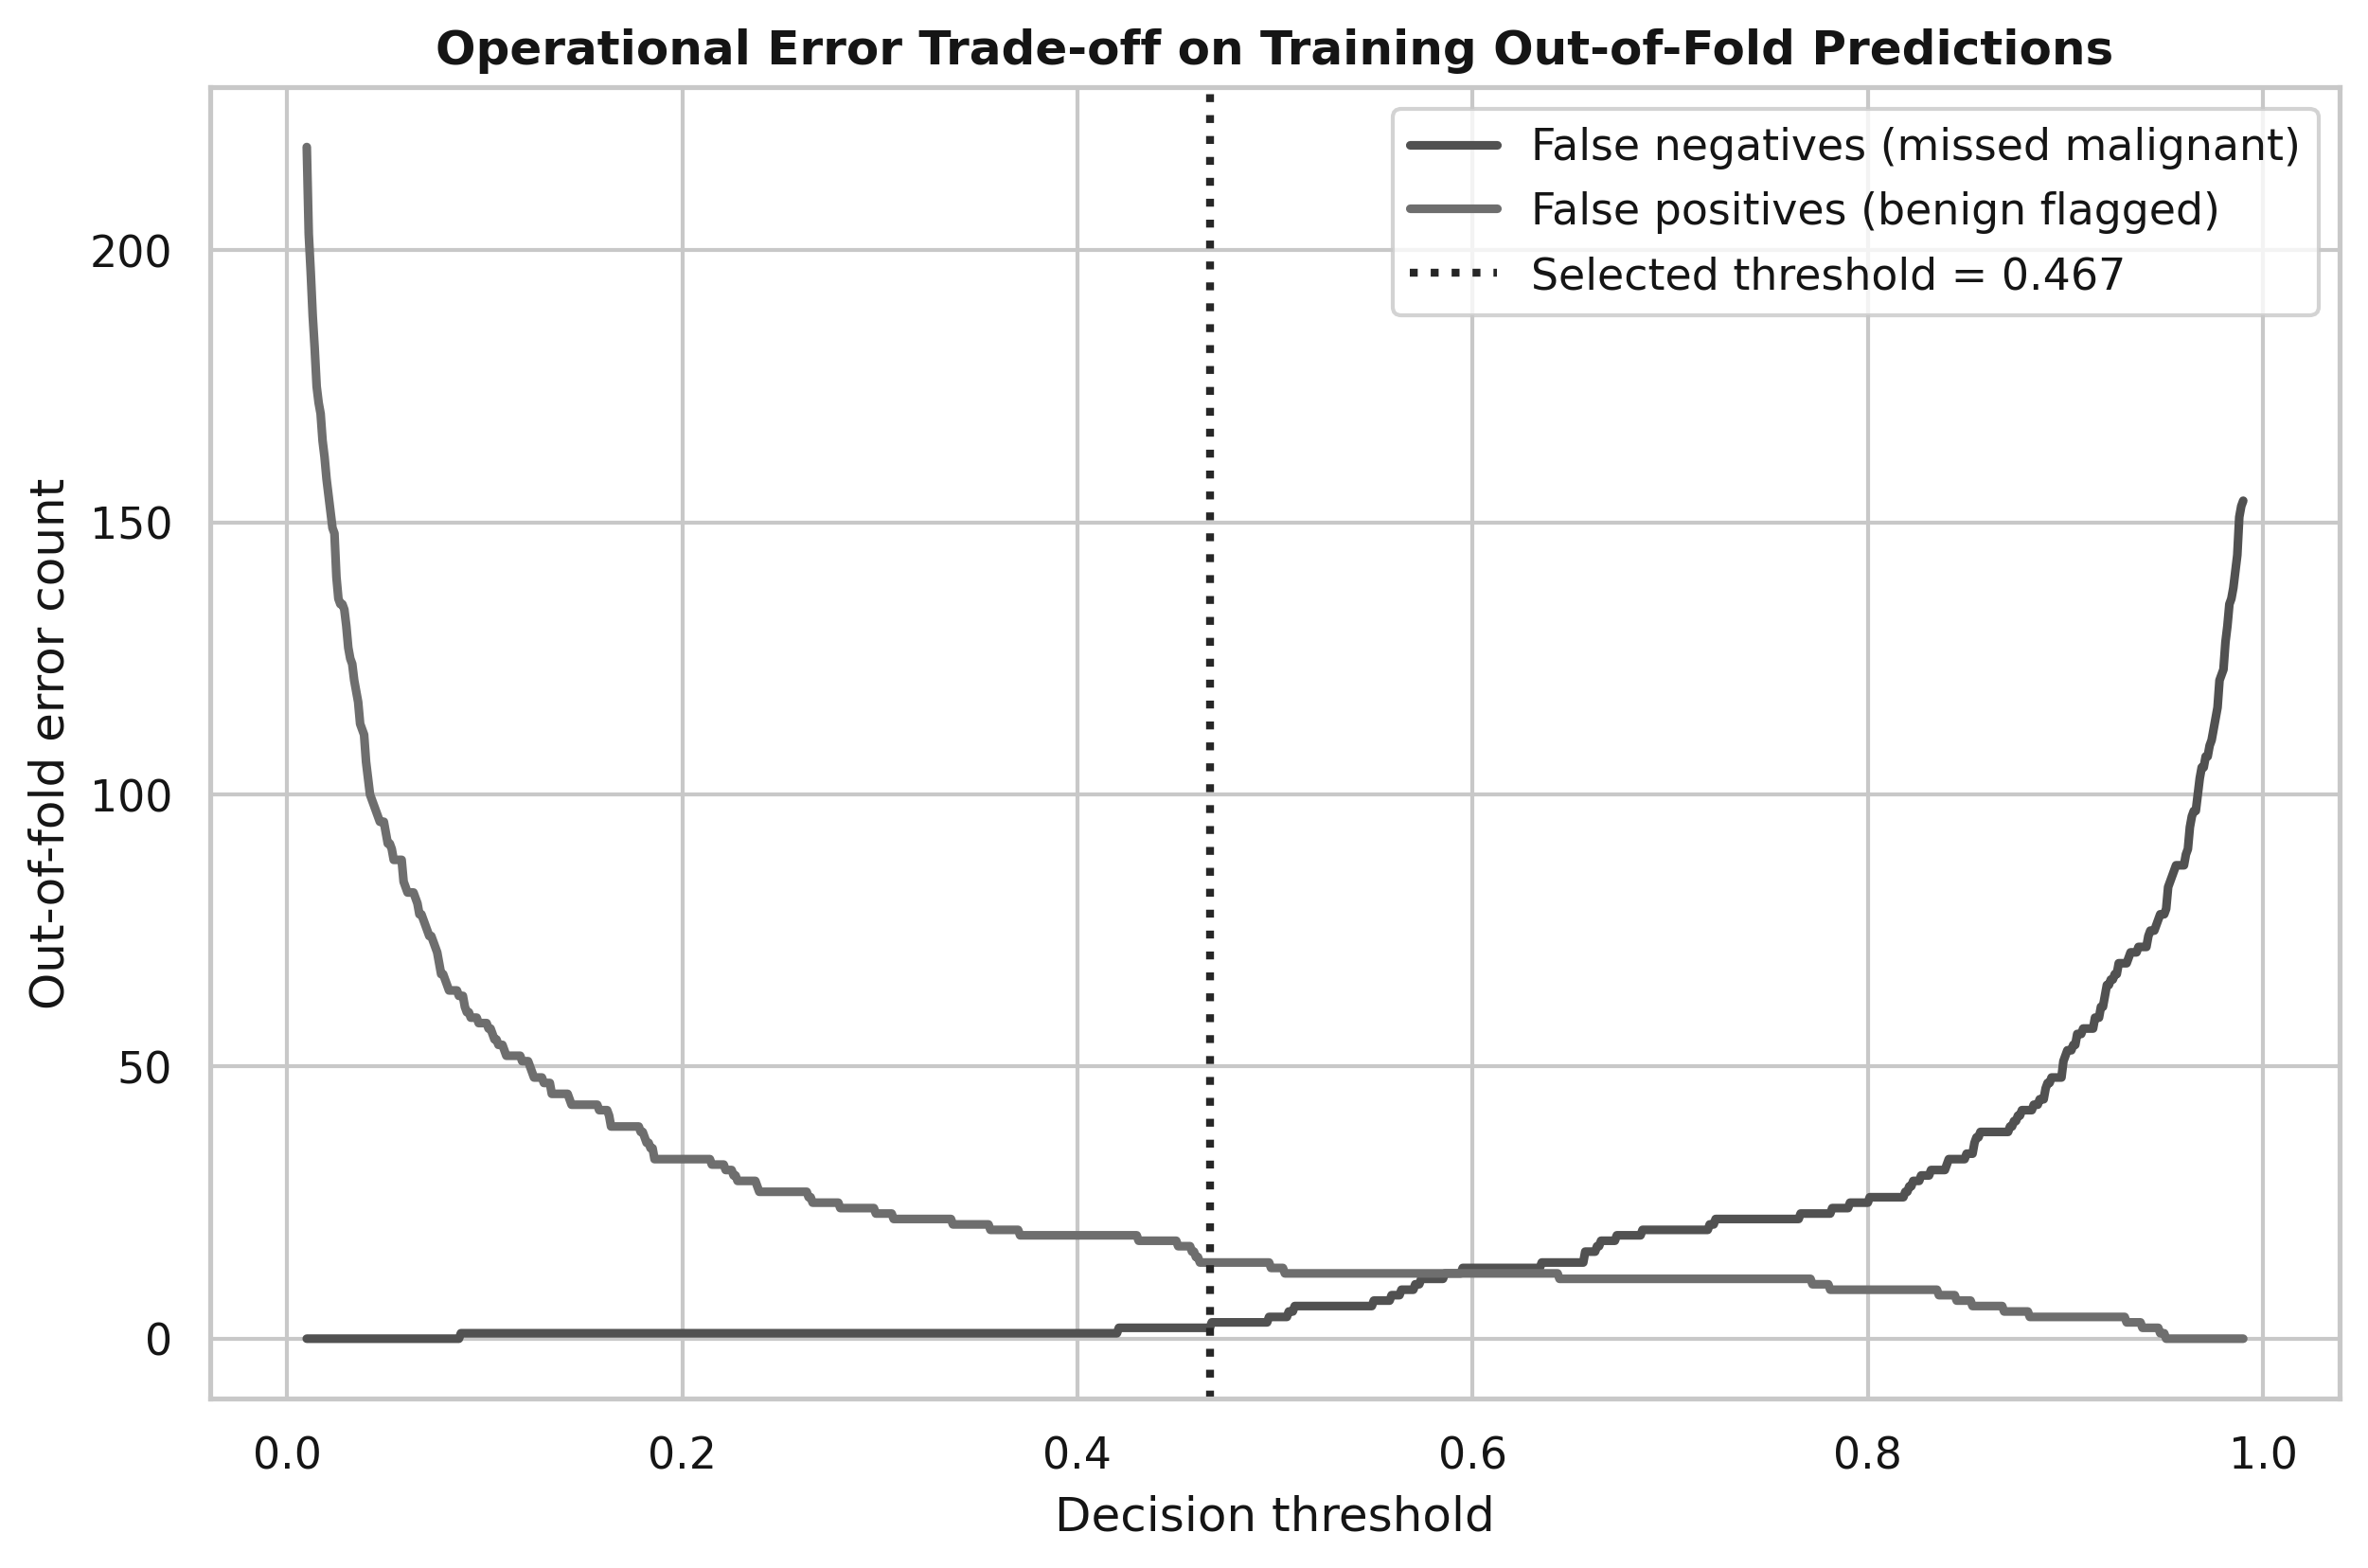 Operational Error Trade-off on Training Out-of-Fold Predictions
False negatives (missed malignant)
False positives (benign flagged)
Selected threshold = 0.467
Out-of-fold error count
200
150
100
50
0
0.0 0.2 0.4 0.6 0.8 1.0
Decision threshold